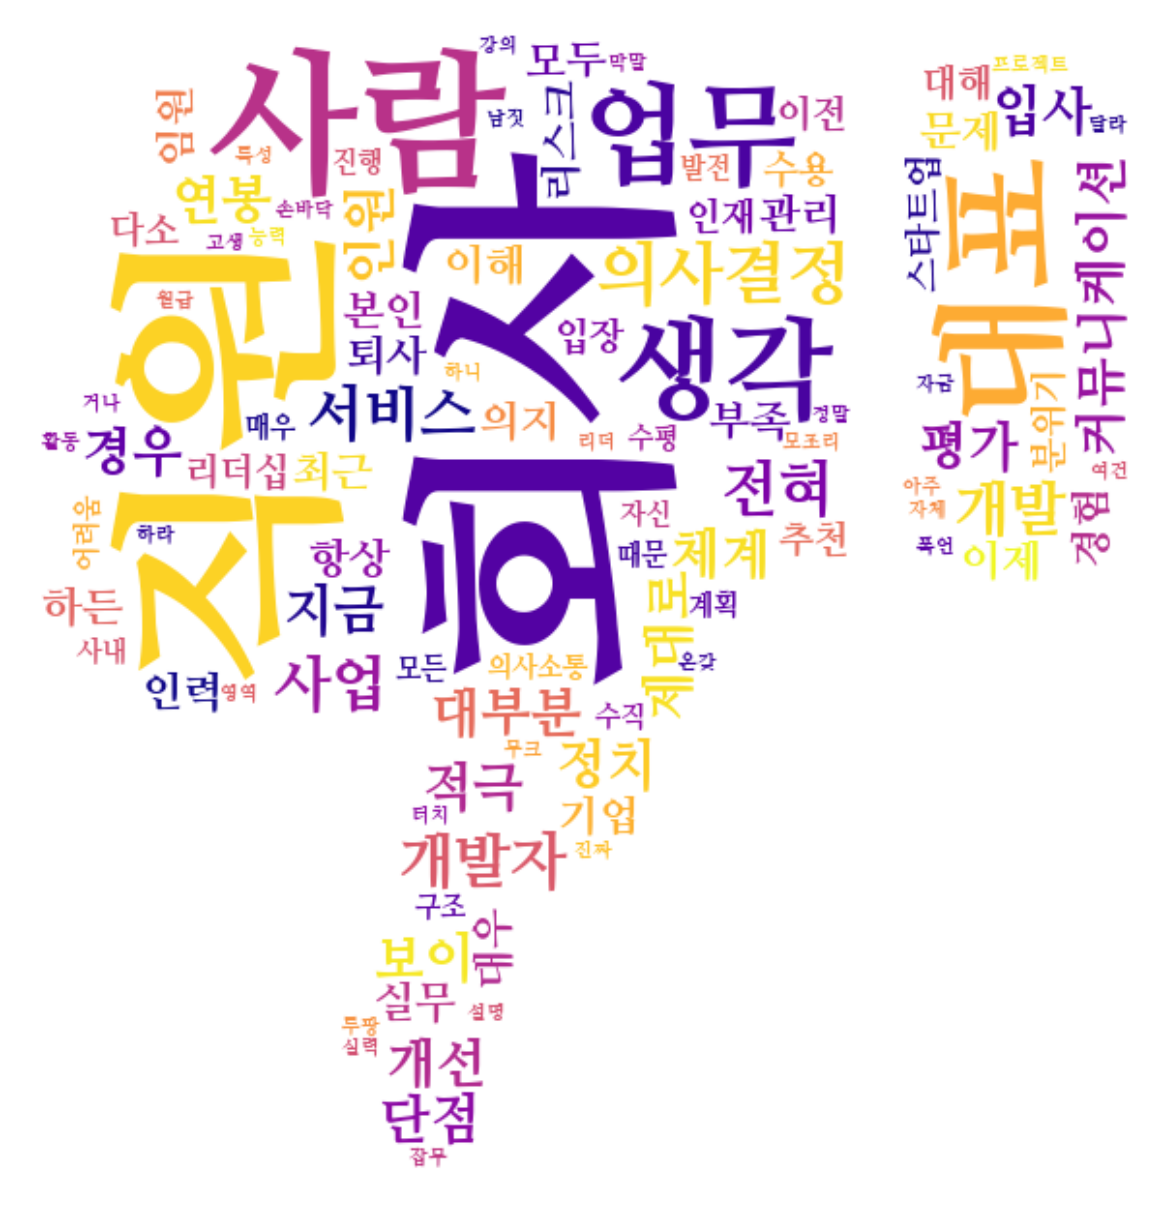 강의
모두
막말
사람
업무
리스크
이전
임원
남짓
특성
진행
발전
수용
연봉
손바닥
인원
인재
관리
다소
고생
능력
이해
의사결정
직원
회사
월급
본인
입장
생각
퇴사
하니
거나
매우
서비스
의지
부족
정말
활동
경우
리더
수평
모조리
리더십
최근
전혀
어려움
하라
항상
자신
때문
체계
추천
하든
지금
제대로
계획
사내
사업
모든
의사소통
온갖
인력
영역
대부분
수직
무크
정치
적극
터치
기업
개발자
진짜
구조
보이
대우
실무
설명
투팡
실력
개선
단점
잡무
프로젝트
대해
입사
문제
달라
스타트업
대표
커뮤니케이션
자금
분위기
평가
여건
아주
자체
개발
경험
폭언
이제